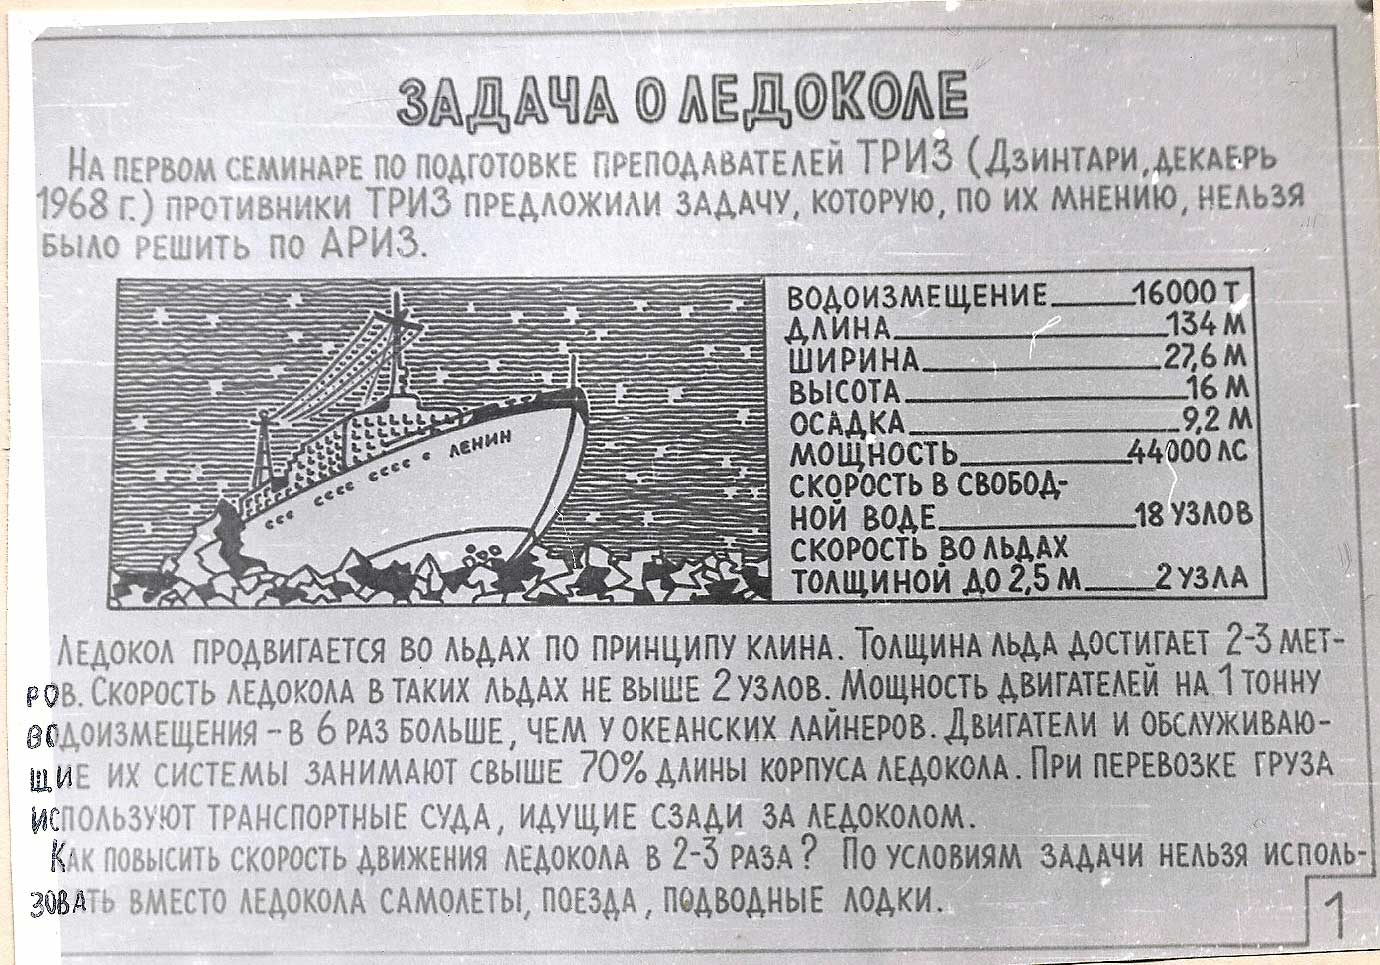 ЗАДАЧА О ЛЕДОКОЛЕ
НА ПЕРВОМ СЕМИНАРЕ ПО ПОДГОТОВКЕ ПРЕПОДАВАТЕЛЕЙ ТРИЗ (ДЗИНТАРИ, ДЕКАБРЬ
1968 Г.) ПРОТИВНИКИ ТРИЗ ПРЕДЛОЖИЛИ ЗАДАЧУ, КОТОРУЮ, ПО ИХ МНЕНИЮ, НЕЛЬЗЯ
БЫЛО РЕШИТЬ ПО АРИЗ.
ЛЕНИН
ВОДОИЗМЕЩЕНИЕ 16000 Т
ДЛИНА 134 М
ШИРИНА 27,6 М
ВЫСОТА 16 М
ОСАДКА 9,2 М
МОЩНОСТЬ 44000 ЛС
СКОРОСТЬ В СВОБОД-
НОЙ ВОДЕ 18 УЗЛОВ
СКОРОСТЬ ВО ЛЬДАХ
ТОЛЩИНОЙ ДО 2,5 М 2 УЗЛА
ЛЕДОКОЛ ПРОДВИГАЕТСЯ ВО ЛЬДАХ ПО ПРИНЦИПУ КЛИНА. ТОЛЩИНА ЛЬДА ДОСТИГАЕТ 2-3 МЕТ-
РОВ. СКОРОСТЬ ЛЕДОКОЛА В ТАКИХ ЛЬДАХ НЕ ВЫШЕ 2 УЗЛОВ. МОЩНОСТЬ ДВИГАТЕЛЕЙ НА 1 ТОННУ
ВОДОИЗМЕЩЕНИЯ - В 6 РАЗ БОЛЬШЕ, ЧЕМ У ОКЕАНСКИХ ЛАЙНЕРОВ. ДВИГАТЕЛИ И ОБСЛУЖИВАЮ-
ЩИЕ ИХ СИСТЕМЫ ЗАНИМАЮТ СВЫШЕ 70% ДЛИНЫ КОРПУСА ЛЕДОКОЛА. ПРИ ПЕРЕВОЗКЕ ГРУЗА
ИСПОЛЬЗУЮТ ТРАНСПОРТНЫЕ СУДА, ИДУЩИЕ СЗАДИ ЗА ЛЕДОКОЛОМ.
КАК ПОВЫСИТЬ СКОРОСТЬ ДВИЖЕНИЯ ЛЕДОКОЛА В 2-3 РАЗА? ПО УСЛОВИЯМ ЗАДАЧИ НЕЛЬЗЯ ИСПОЛЬ-
ЗОВАТЬ ВМЕСТО ЛЕДОКОЛА САМОЛЕТЫ, ПОЕЗДА, ПОДВОДНЫЕ ЛОДКИ.
1